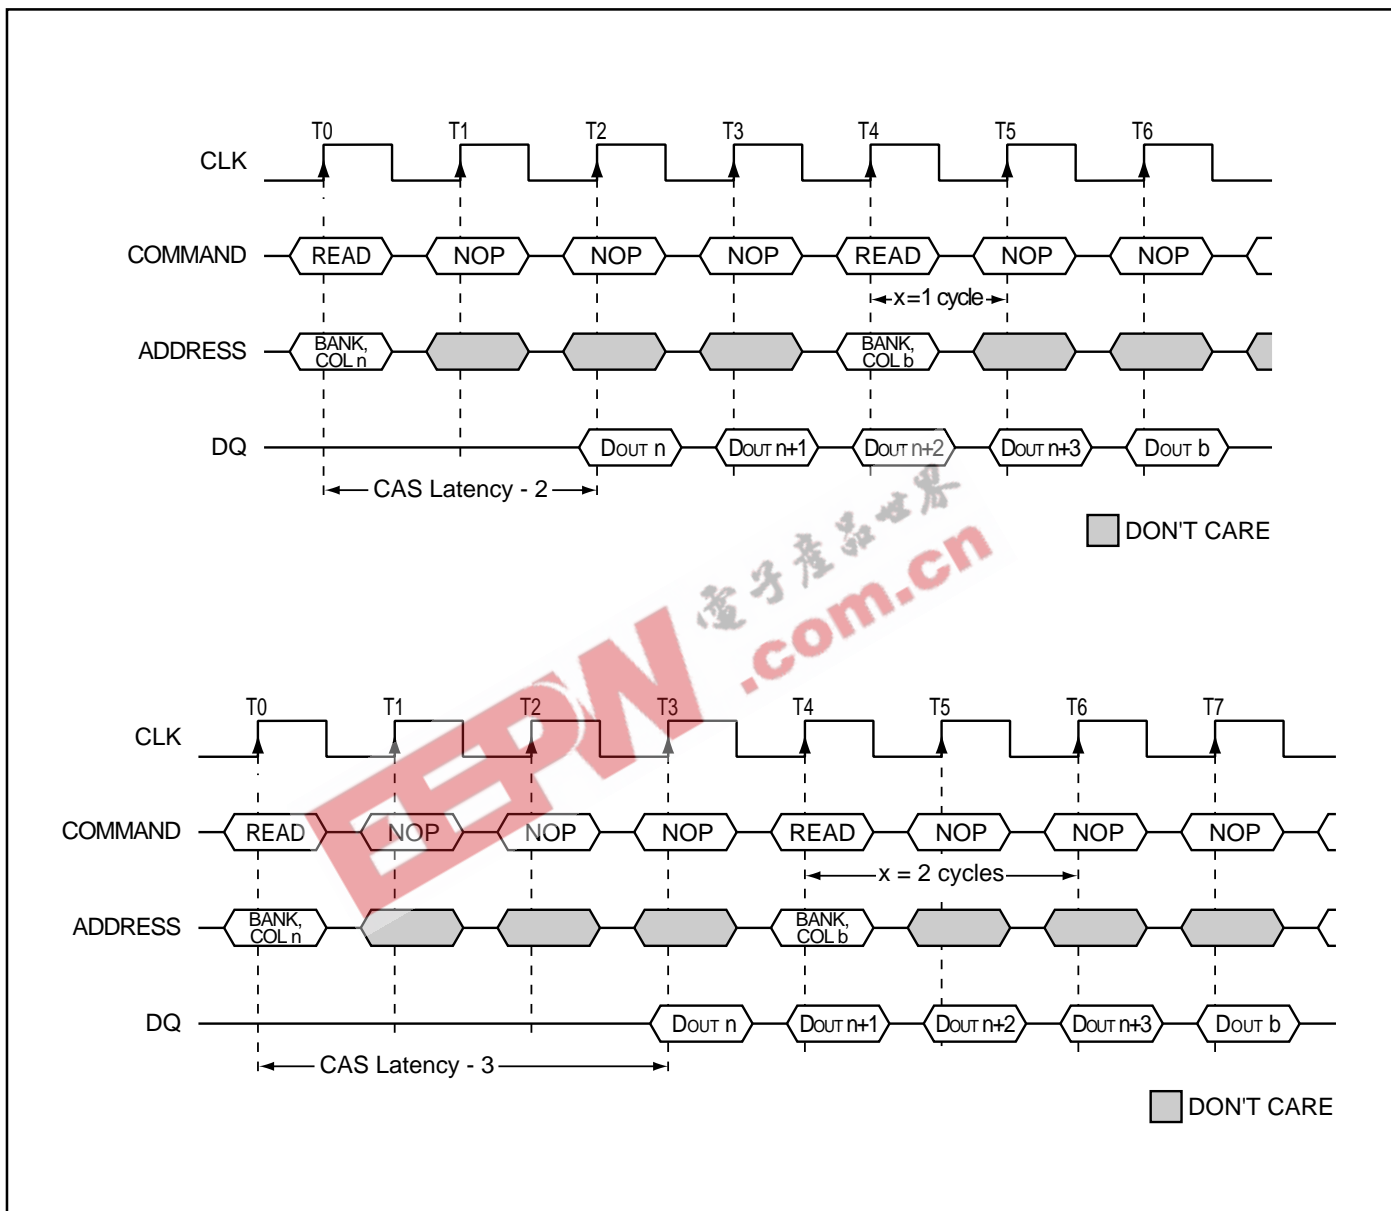 T0 T1 T2 T3 T4 T5 T6
CLK
COMMAND READ NOP NOP NOP READ NOP NOP
x=1 cycle
ADDRESS BANK, COL n BANK, COL b
DQ DOUT n DOUT n+1 DOUT n+2 DOUT n+3 DOUT b
CAS Latency - 2
DON'T CARE
電子產品世界
EEPW.com.cn
T0 T1 T2 T3 T4 T5 T6 T7
CLK
COMMAND READ NOP NOP NOP READ NOP NOP NOP
x = 2 cycles
ADDRESS BANK, COL n BANK, COL b
DQ DOUT n DOUT n+1 DOUT n+2 DOUT n+3 DOUT b
CAS Latency - 3
DON'T CARE